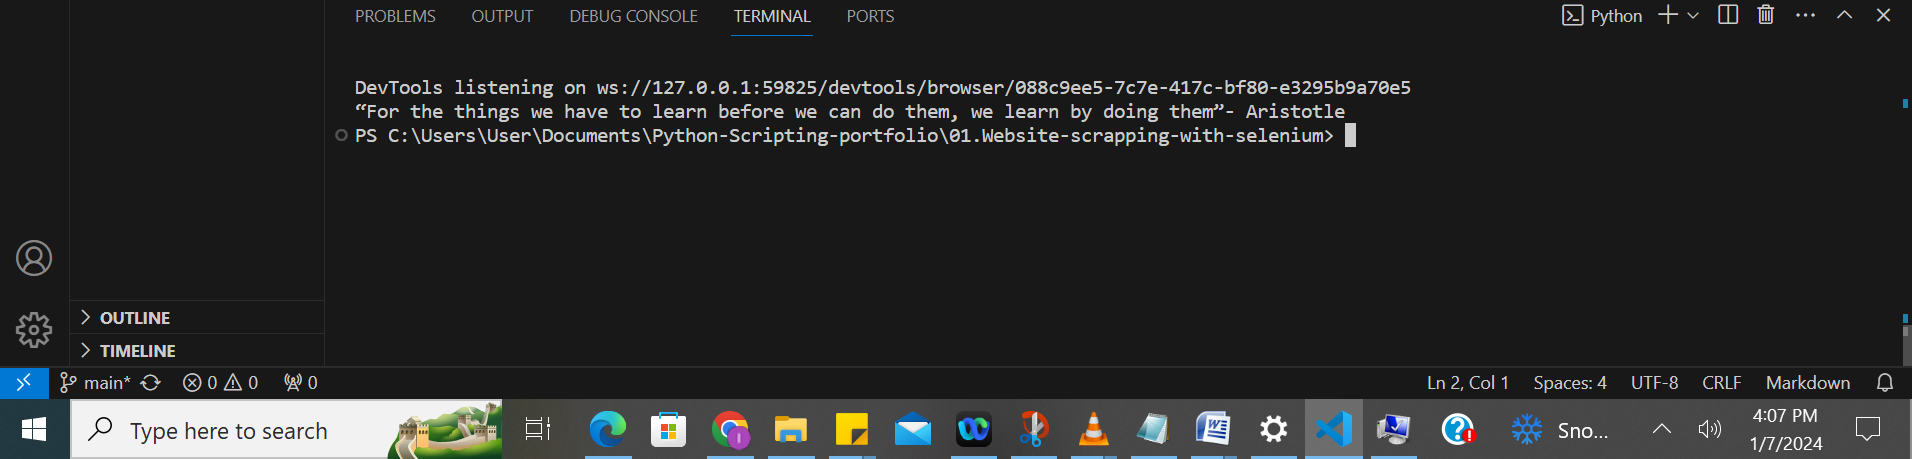 PROBLEMS OUTPUT DEBUG CONSOLE TERMINAL PORTS Python
DevTools listening on ws://127.0.0.1:59825/devtools/browser/088c9ee5-7c7e-417c-bf80-e3295b9a70e5
“For the things we have to learn before we can do them, we learn by doing them”- Aristotle
PS C:\Users\User\Documents\Python-Scripting-portfolio\01.Website-scrapping-with-selenium>
OUTLINE
TIMELINE
main* 0 0 0 Ln 2, Col 1 Spaces: 4 UTF-8 CRLF Markdown
Type here to search Sno... 4:07 PM
1/7/2024